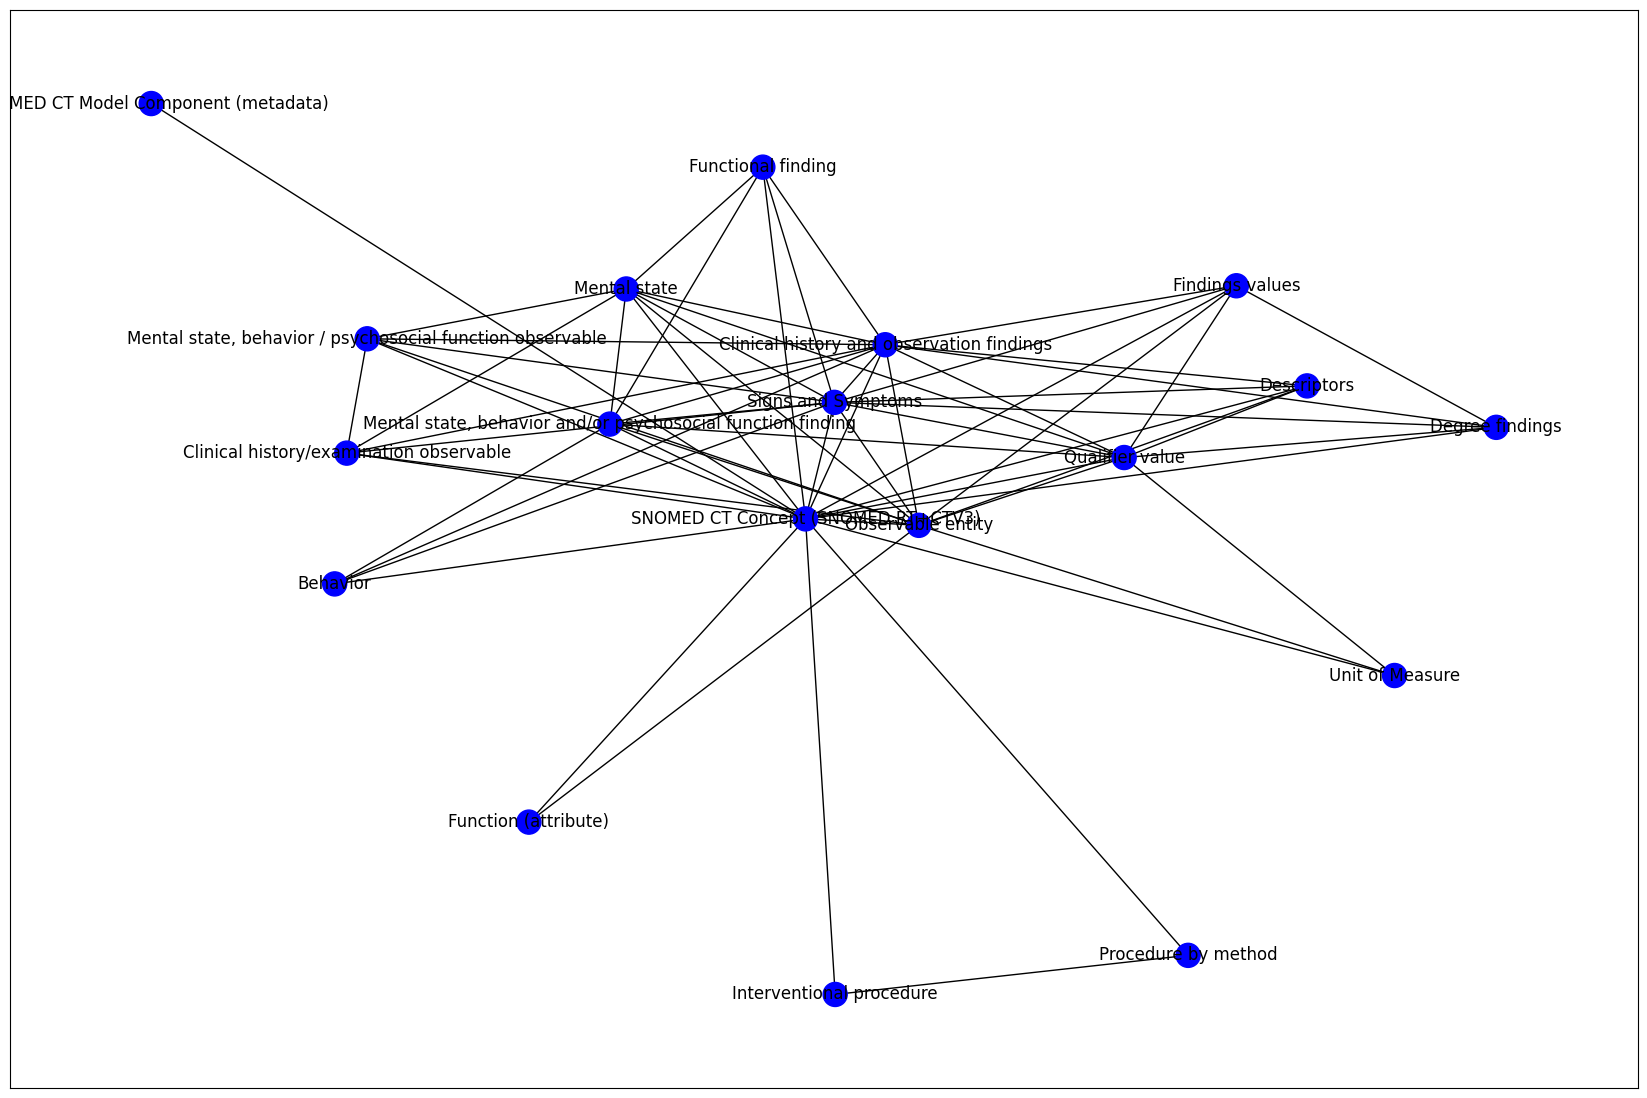 MED CT Model Component (metadata)
Functional finding
Mental state
Findings values
Mental state, behavior / psychosocial function observable
Clinical history and observation findings
Descriptors
Signs and Symptoms
Mental state, behavior and/or psychosocial function finding
Degree findings
Clinical history/examination observable
Qualifier value
SNOMED CT Concept (SNOMED RT+CTV3)
Observable entity
Behavior
Unit of Measure
Function (attribute)
Procedure by method
Interventional procedure